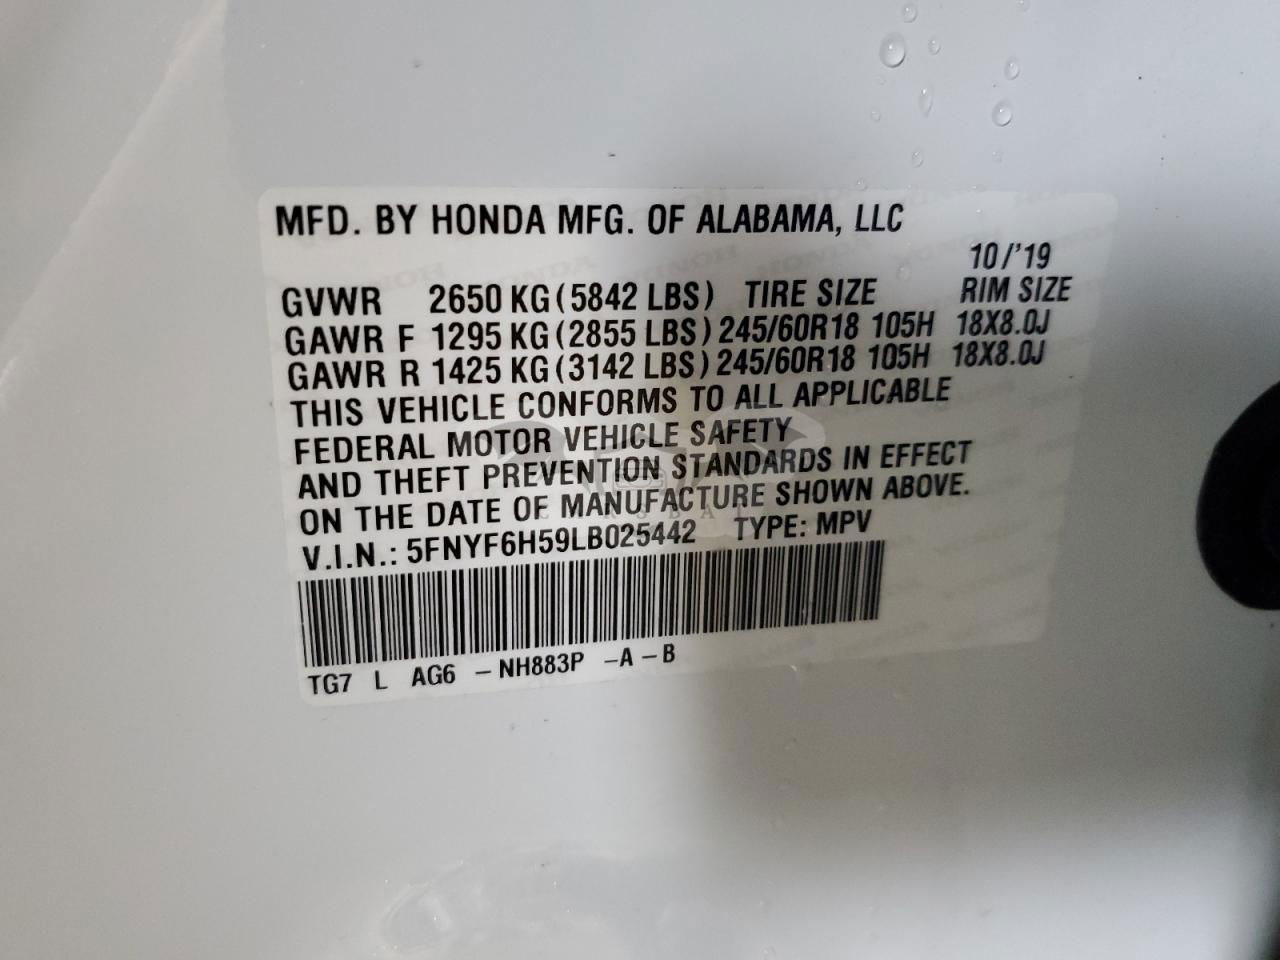 MFD. BY HONDA MFG. OF ALABAMA, LLC
10/'19
GVWR 2650 KG (5842 LBS) TIRE SIZE RIM SIZE
GAWR F 1295 KG (2855 LBS) 245/60R18 105H 18X8.0J
GAWR R 1425 KG (3142 LBS) 245/60R18 105H 18X8.0J
THIS VEHICLE CONFORMS TO ALL APPLICABLE
FEDERAL MOTOR VEHICLE SAFETY
AND THEFT PREVENTION STANDARDS IN EFFECT
ON THE DATE OF MANUFACTURE SHOWN ABOVE.
V.I.N.: 5FNYF6H59LB025442 TYPE: MPV
TG7 L AG6 - NH883P - A - B